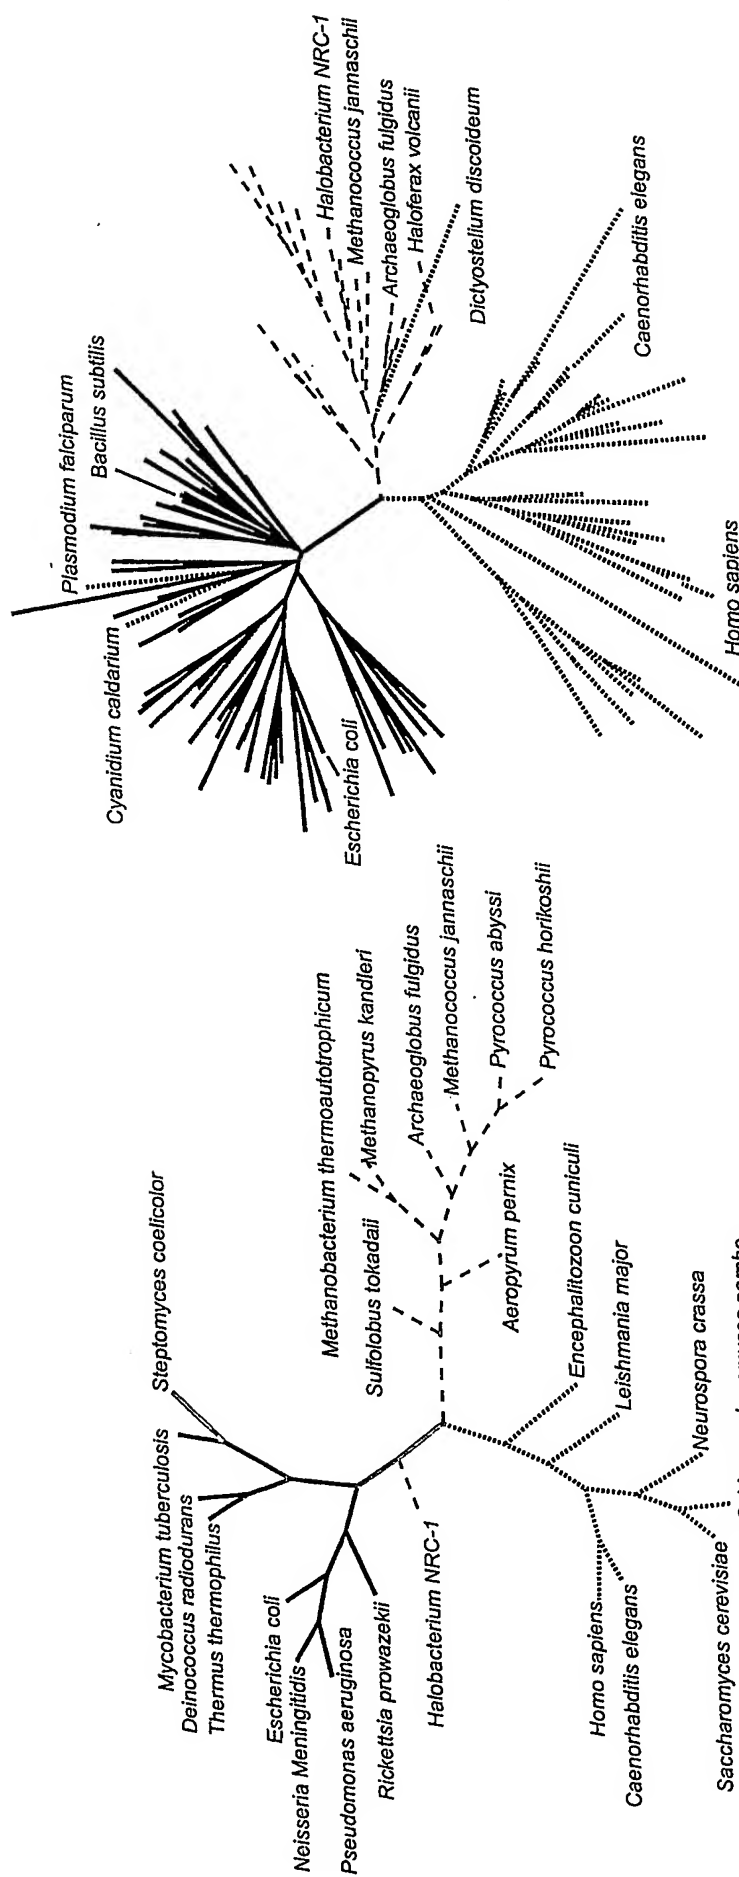 Steptomyces coelicolor
Mycobacterium tuberculosis
Deinococcus radiodurans
Thermus thermophilus
Escherichia coli
Neisseria Meningitidis
Pseudomonas aeruginosa
Rickettsia prowazekii
Halobacterium NRC-1
Methanobacterium thermoautotrophicum
Methanopyrus kandleri
Sulfolobus tokadaii
Archaeoglobus fulgidus
Methanococcus jannaschii
Pyrococcus abyssi
Pyrococcus horikoshii
Aeropyrum pernix
Encephalitozoon cuniculi
Leishmania major
Neurospora crassa
Homo sapiens
Caenorhabditis elegans
Saccharomyces cerevisiae
Plasmodium falciparum
Bacillus subtilis
Cyanidium caldarium
Escherichia coli
Halobacterium NRC-1
Methanococcus jannaschii
Archaeoglobus fulgidus
Haloferax volcanii
Dictyostelium discoideum
Caenorhabditis elegans
Homo sapiens